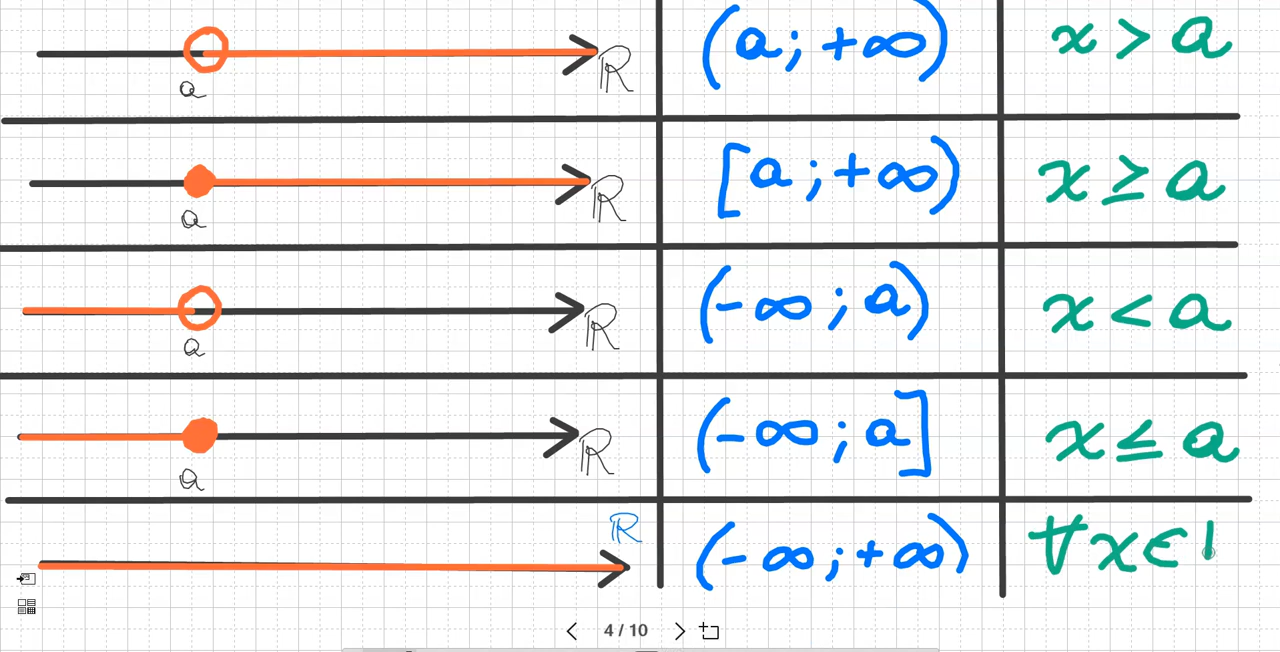 ℝ (a; +∞) x > a
a
ℝ [a; +∞) x ≥ a
a
ℝ (-∞; a) x < a
a
ℝ (-∞; a] x ≤ a
a
ℝ (-∞; +∞) ∀x∈
4 / 10